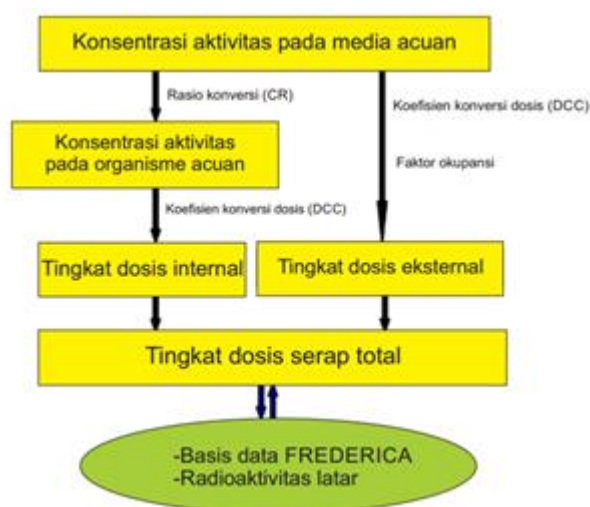 Konsentrasi aktivitas pada media acuan
Rasio konversi (CR)
Koefisien konversi dosis (DCC)
Konsentrasi aktivitas
pada organisme acuan
Faktor okupansi
Koefisien konversi dosis (DCC)
Tingkat dosis internal
Tingkat dosis eksternal
Tingkat dosis serap total
-Basis data FREDERICA
-Radioaktivitas latar